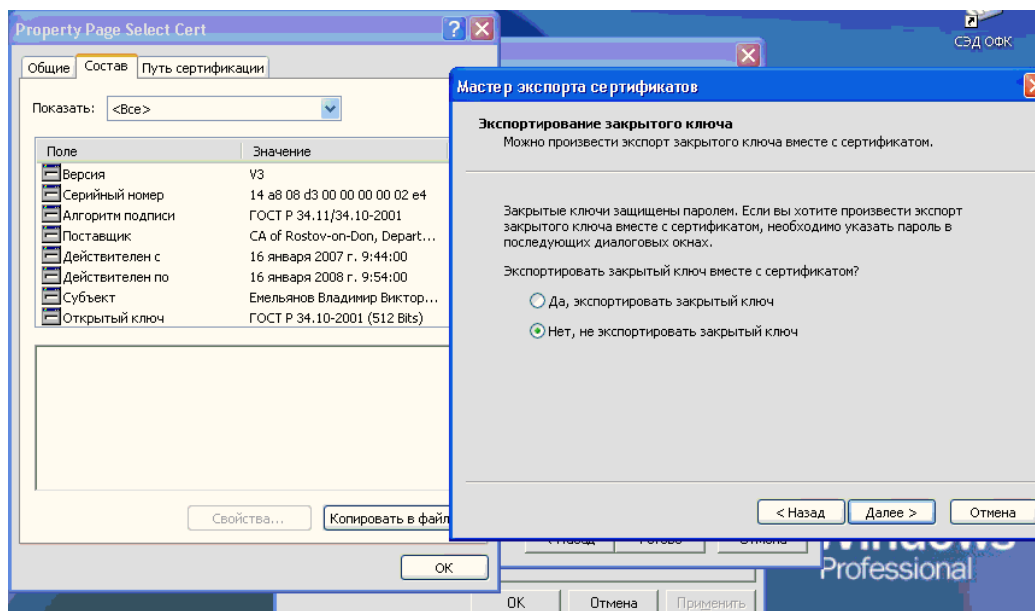 Property Page Select Cert
СЭД ОФК
Общие
Состав
Путь сертификации
Показать:
<Все>
Поле
Значение
Версия
V3
Серийный номер
14 a8 08 d3 00 00 00 00 02 e4
Алгоритм подписи
ГОСТ Р 34.11/34.10-2001
Поставщик
CA of Rostov-on-Don, Depart...
Действителен с
16 января 2007 г. 9:44:00
Действителен по
16 января 2008 г. 9:54:00
Субъект
Емельянов Владимир Виктор...
Открытый ключ
ГОСТ Р 34.10-2001 (512 Bits)
Свойства...
Копировать в файл
ОК
Мастер экспорта сертификатов
Экспортирование закрытого ключа
Можно произвести экспорт закрытого ключа вместе с сертификатом.
Закрытые ключи защищены паролем. Если вы хотите произвести экспорт
закрытого ключа вместе с сертификатом, необходимо указать пароль в
последующих диалоговых окнах.
Экспортировать закрытый ключ вместе с сертификатом?
Да, экспортировать закрытый ключ
Нет, не экспортировать закрытый ключ
< Назад
Далее >
Отмена
Professional
ОК
Отмена
Применить